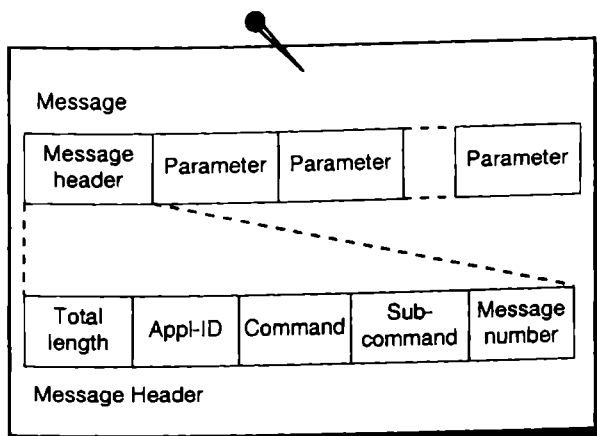 Message
Message
header
Parameter
Parameter
Parameter
Total
length
Appl-ID
Command
Sub-
command
Message
number
Message Header